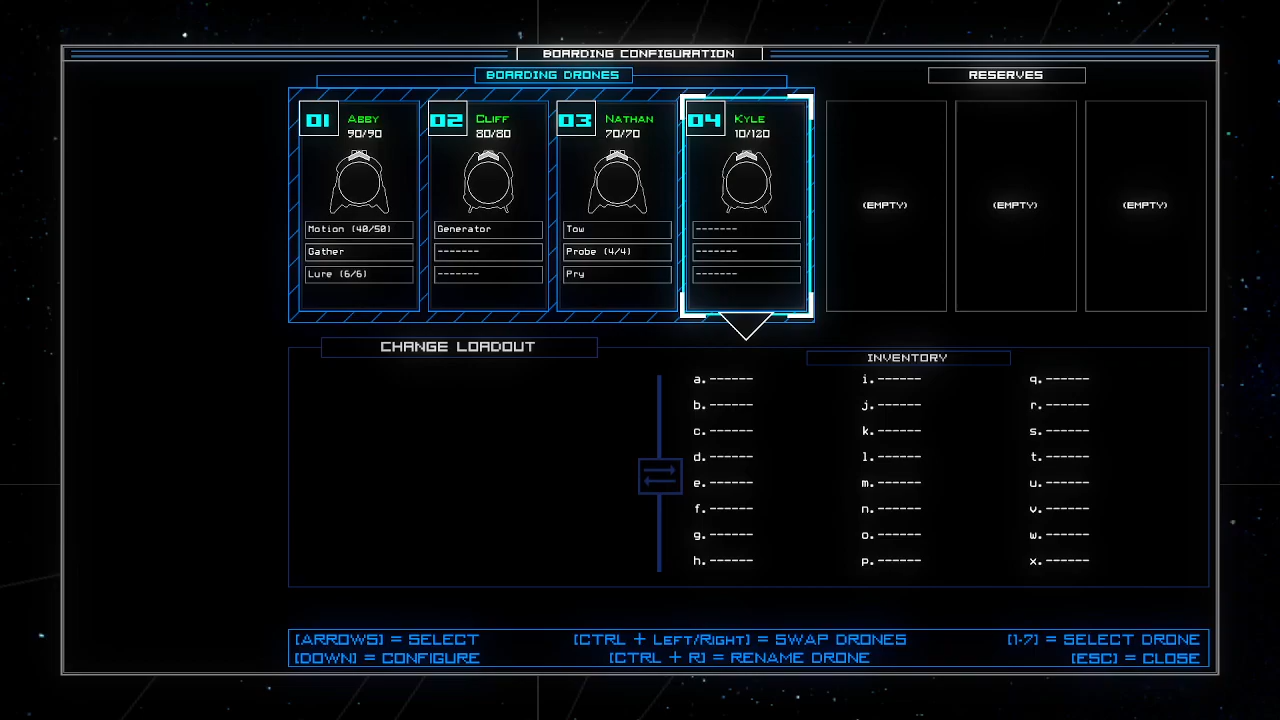 BOARDING CONFIGURATION
BOARDING DRONES
RESERVES
01 ABBY
90/90
Motion (40/50)
Gather
Lure (6/6)
02 CLIFF
80/80
Generator
-------
-------
03 NATHAN
70/70
Tow
Probe (4/4)
Pry
04 KYLE
10/120
-------
-------
-------
(EMPTY)
(EMPTY)
(EMPTY)
CHANGE LOADOUT
INVENTORY
a.------
b.------
c.------
d.------
e.------
f.------
g.------
h.------
i.------
j.------
k.------
l.------
m.------
n.------
o.------
p.------
q.------
r.------
s.------
t.------
u.------
v.------
w.------
x.------
[ARROWS] = SELECT
[CTRL + LEFT/RIGHT] = SWAP DRONES
[1-7] = SELECT DRONE
[DOWN] = CONFIGURE
[CTRL + R] = RENAME DRONE
[ESC] = CLOSE